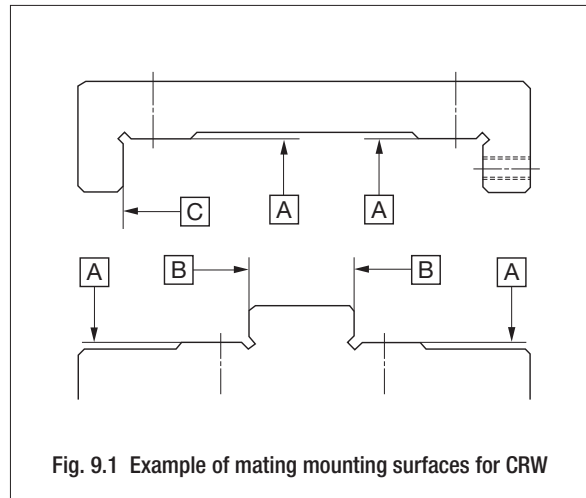 C A A
A B B A
Fig. 9.1 Example of mating mounting surfaces for CRW